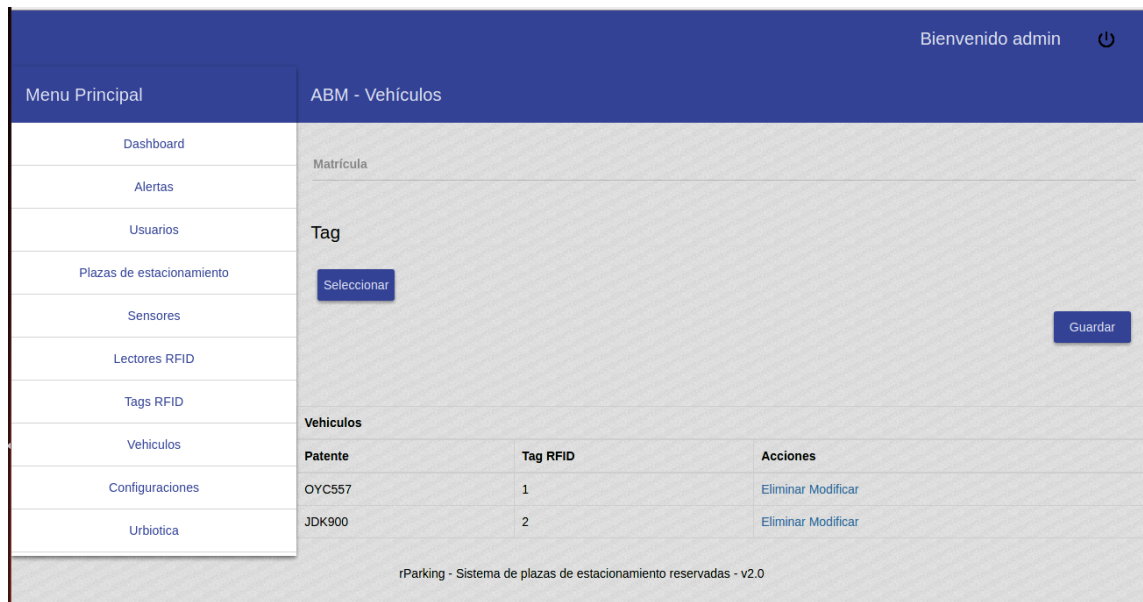 Bienvenido admin
Menu Principal
ABM - Vehículos
Dashboard
Alertas
Usuarios
Plazas de estacionamiento
Sensores
Lectores RFID
Tags RFID
Vehiculos
Configuraciones
Urbiotica
Matrícula
Tag
Seleccionar
Guardar
Vehiculos
Patente Tag RFID Acciones
OYC557 1 Eliminar Modificar
JDK900 2 Eliminar Modificar
rParking - Sistema de plazas de estacionamiento reservadas - v2.0